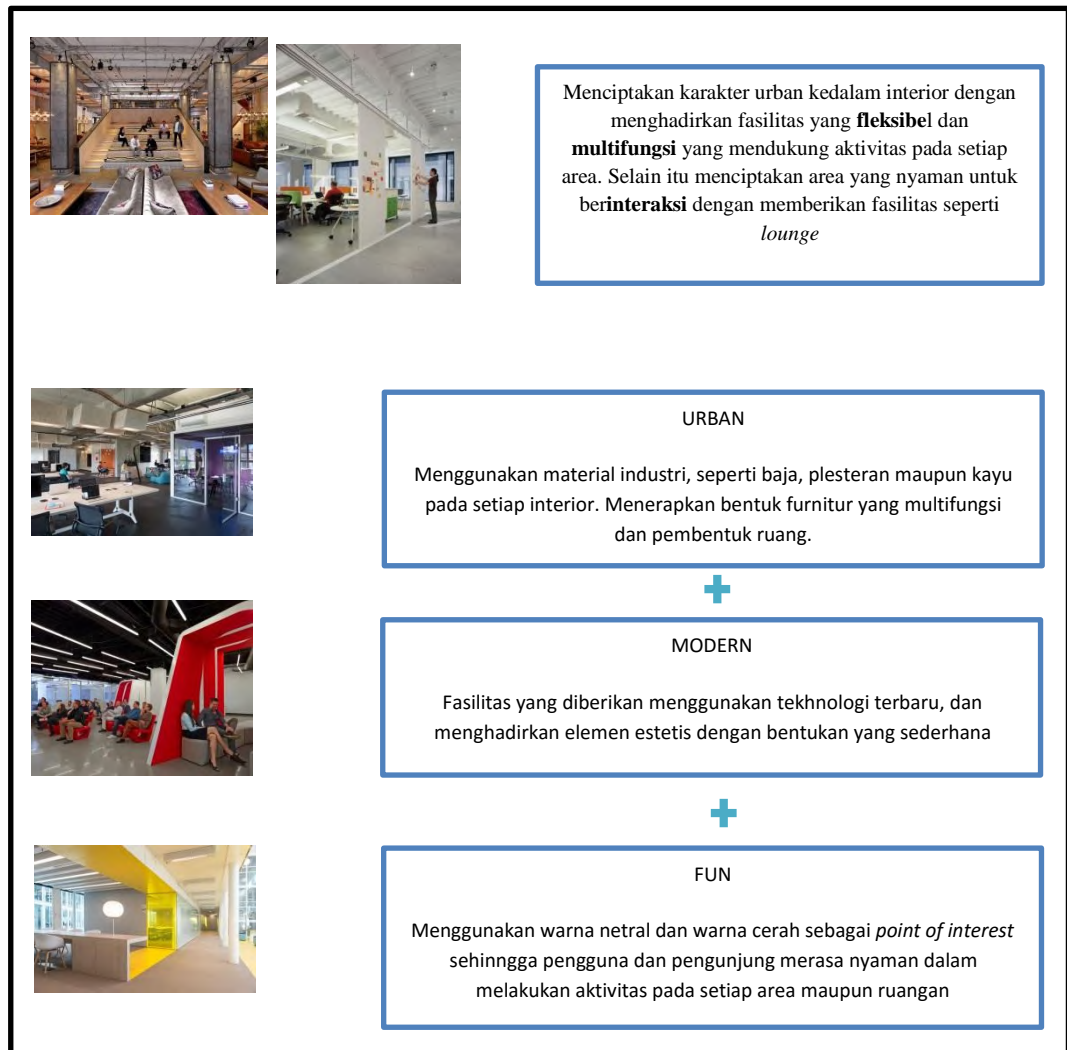 Menciptakan karakter urban kedalam interior dengan
menghadirkan fasilitas yang fleksibel dan
multifungsi yang mendukung aktivitas pada setiap
area. Selain itu menciptakan area yang nyaman untuk
berinteraksi dengan memberikan fasilitas seperti
lounge
URBAN
Menggunakan material industri, seperti baja, plesteran maupun kayu
pada setiap interior. Menerapkan bentuk furnitur yang multifungsi
dan pembentuk ruang.
MODERN
Fasilitas yang diberikan menggunakan tekhnologi terbaru, dan
menghadirkan elemen estetis dengan bentukan yang sederhana
FUN
Menggunakan warna netral dan warna cerah sebagai point of interest
sehinngga pengguna dan pengunjung merasa nyaman dalam
melakukan aktivitas pada setiap area maupun ruangan